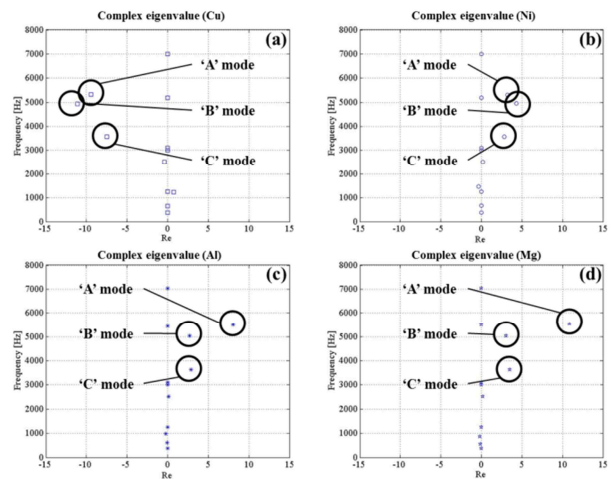 Complex eigenvalue (Cu)
(a)
'A' mode
'B' mode
'C' mode
Frequency [Hz]
8000
7000
6000
5000
4000
3000
2000
1000
0
-15
-10
-5
0
5
10
15
Re
Complex eigenvalue (Ni)
(b)
'A' mode
'B' mode
'C' mode
Frequency [Hz]
8000
7000
6000
5000
4000
3000
2000
1000
0
-15
-10
-5
0
5
10
15
Re
Complex eigenvalue (Al)
(c)
'A' mode
'B' mode
'C' mode
Frequency [Hz]
8000
7000
6000
5000
4000
3000
2000
1000
0
-15
-10
-5
0
5
10
15
Re
Complex eigenvalue (Mg)
(d)
'A' mode
'B' mode
'C' mode
Frequency [Hz]
8000
7000
6000
5000
4000
3000
2000
1000
0
-15
-10
-5
0
5
10
15
Re